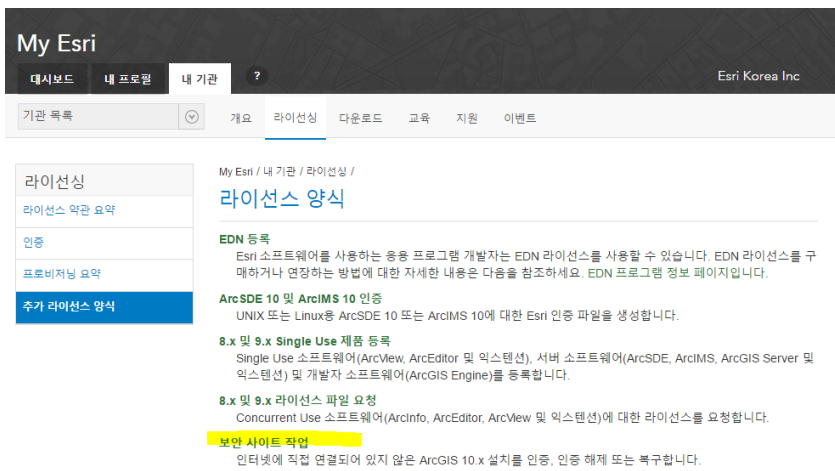 My Esri
대시보드 내 프로필 내 기관 ? Esri Korea Inc
기관 목록 개요 라이선싱 다운로드 교육 지원 이벤트
라이선싱
라이선스 약관 요약
인증
프로비저닝 요약
추가 라이선스 양식
My Esri / 내 기관 / 라이선싱 /
라이선스 양식
EDN 등록
Esri 소프트웨어를 사용하는 응용 프로그램 개발자는 EDN 라이선스를 사용할 수 있습니다. EDN 라이선스를 구
매하거나 연장하는 방법에 대한 자세한 내용은 다음을 참조하세요. EDN 프로그램 정보 페이지입니다.
ArcSDE 10 및 ArcIMS 10 인증
UNIX 또는 Linux용 ArcSDE 10 또는 ArcIMS 10에 대한 Esri 인증 파일을 생성합니다.
8.x 및 9.x Single Use 제품 등록
Single Use 소프트웨어(ArcView, ArcEditor 및 익스텐션), 서버 소프트웨어(ArcSDE, ArcIMS, ArcGIS Server 및
익스텐션) 및 개발자 소프트웨어(ArcGIS Engine)를 등록합니다.
8.x 및 9.x 라이선스 파일 요청
Concurrent Use 소프트웨어(ArcInfo, ArcEditor, ArcView 및 익스텐션)에 대한 라이선스를 요청합니다.
보안 사이트 작업
인터넷에 직접 연결되어 있지 않은 ArcGIS 10.x 설치를 인증, 인증 해제 또는 복구합니다.